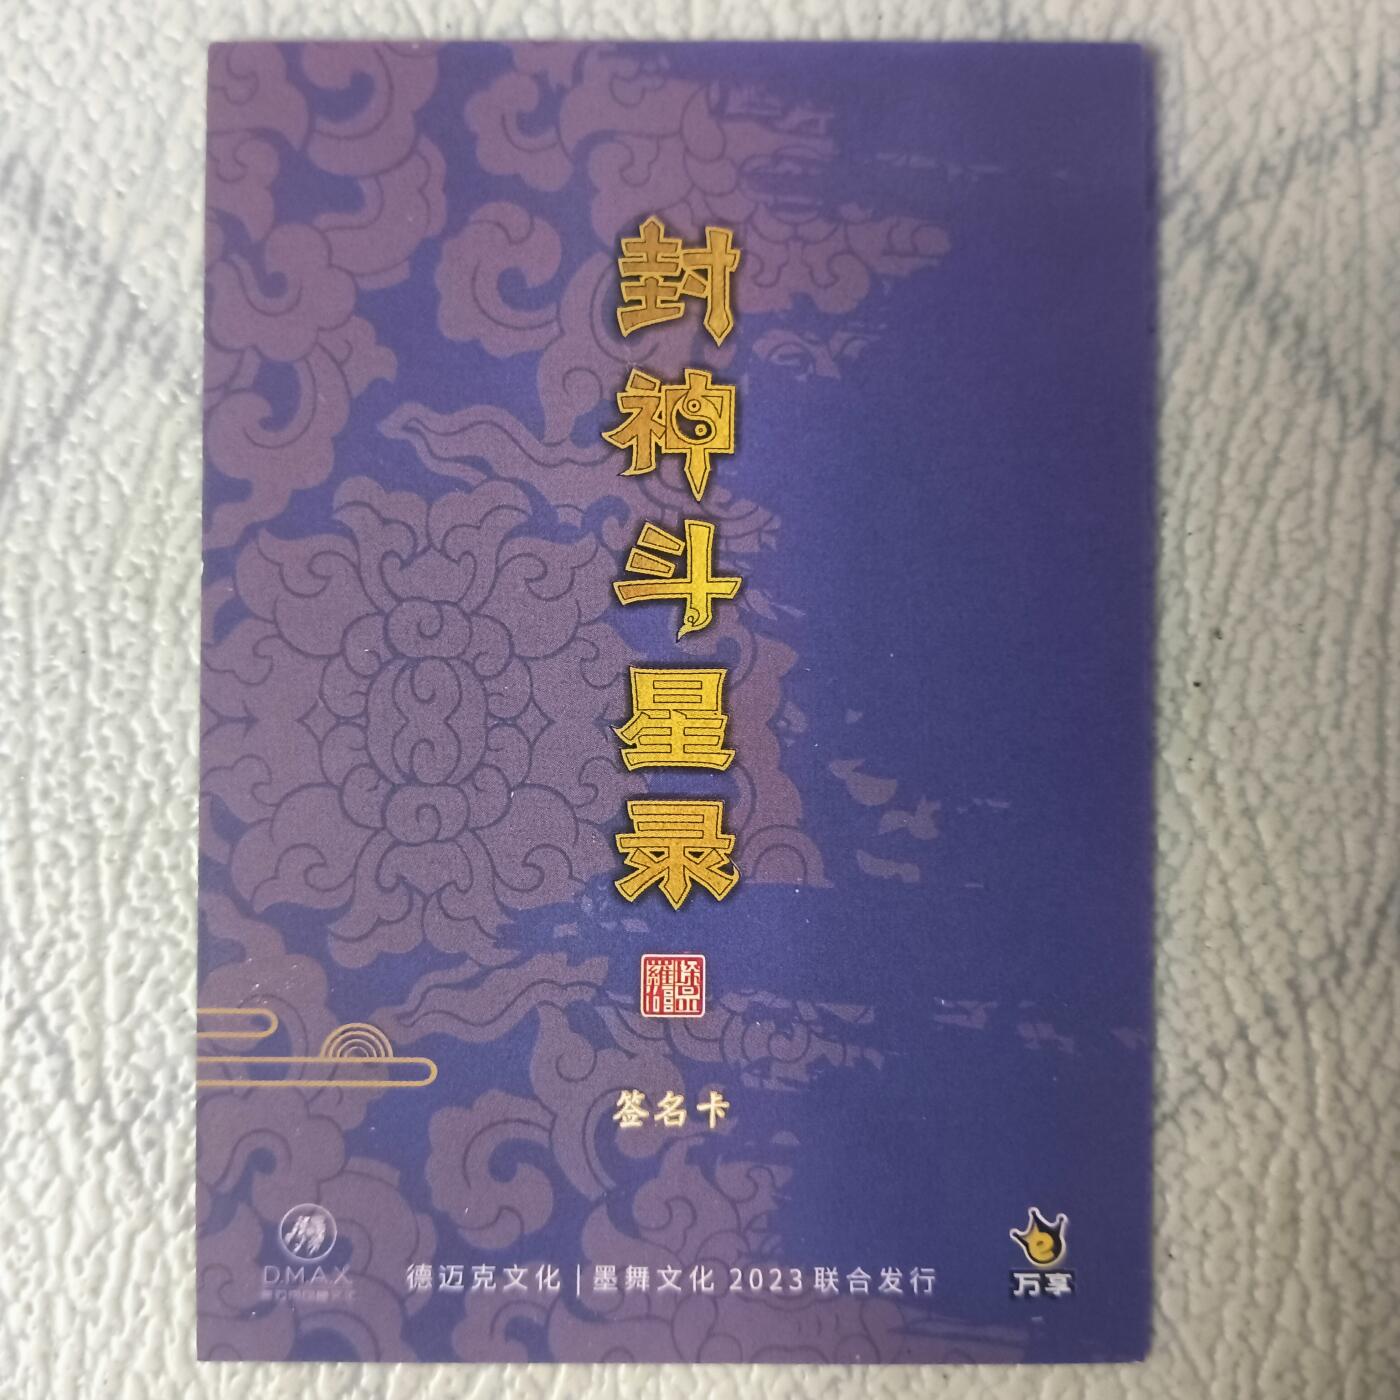 封神斗星录
签名卡
D.MAX
德迈克文化 | 墨舞文化 2023 联合发行
e
万享